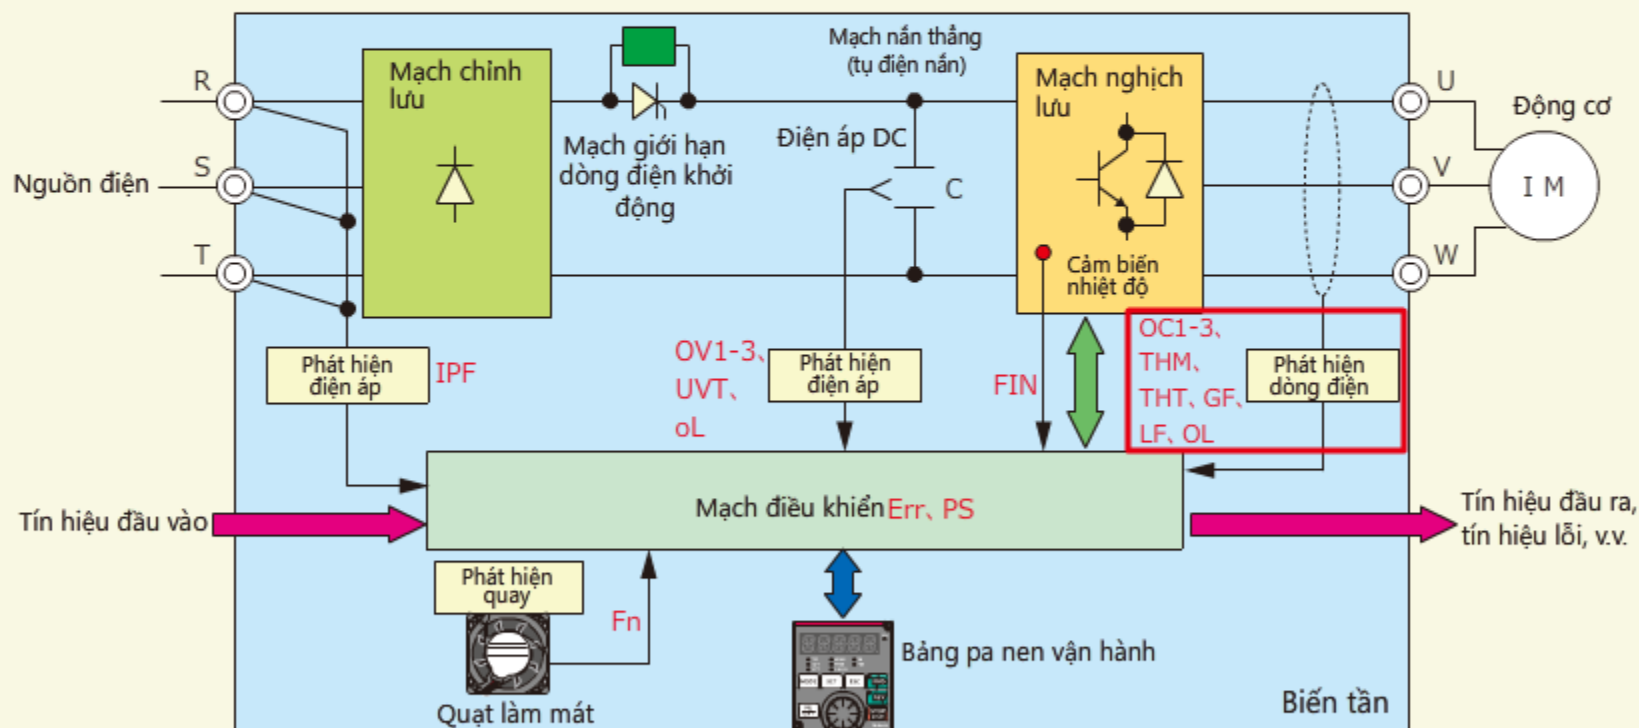 R
S
T
Nguồn điện
Mạch chỉnh
lưu
Mạch giới hạn
dòng điện khởi
động
Mạch nắn thẳng
(tụ điện nắn)
Điện áp DC
C
Mạch nghịch
lưu
Cảm biến
nhiệt độ
U
V
W
Động cơ
I M
Phát hiện
điện áp
IPF
OV1-3、
UVT、
oL
Phát hiện
điện áp
FIN
OC1-3、
THM、
THT、GF、
LF、OL
Phát hiện
dòng điện
Tín hiệu đầu vào
Mạch điều khiển Err、PS
Tín hiệu đầu ra,
tín hiệu lỗi, v.v.
Phát hiện
quay
Fn
Quạt làm mát
Bảng pa nen vận hành
Biến tần